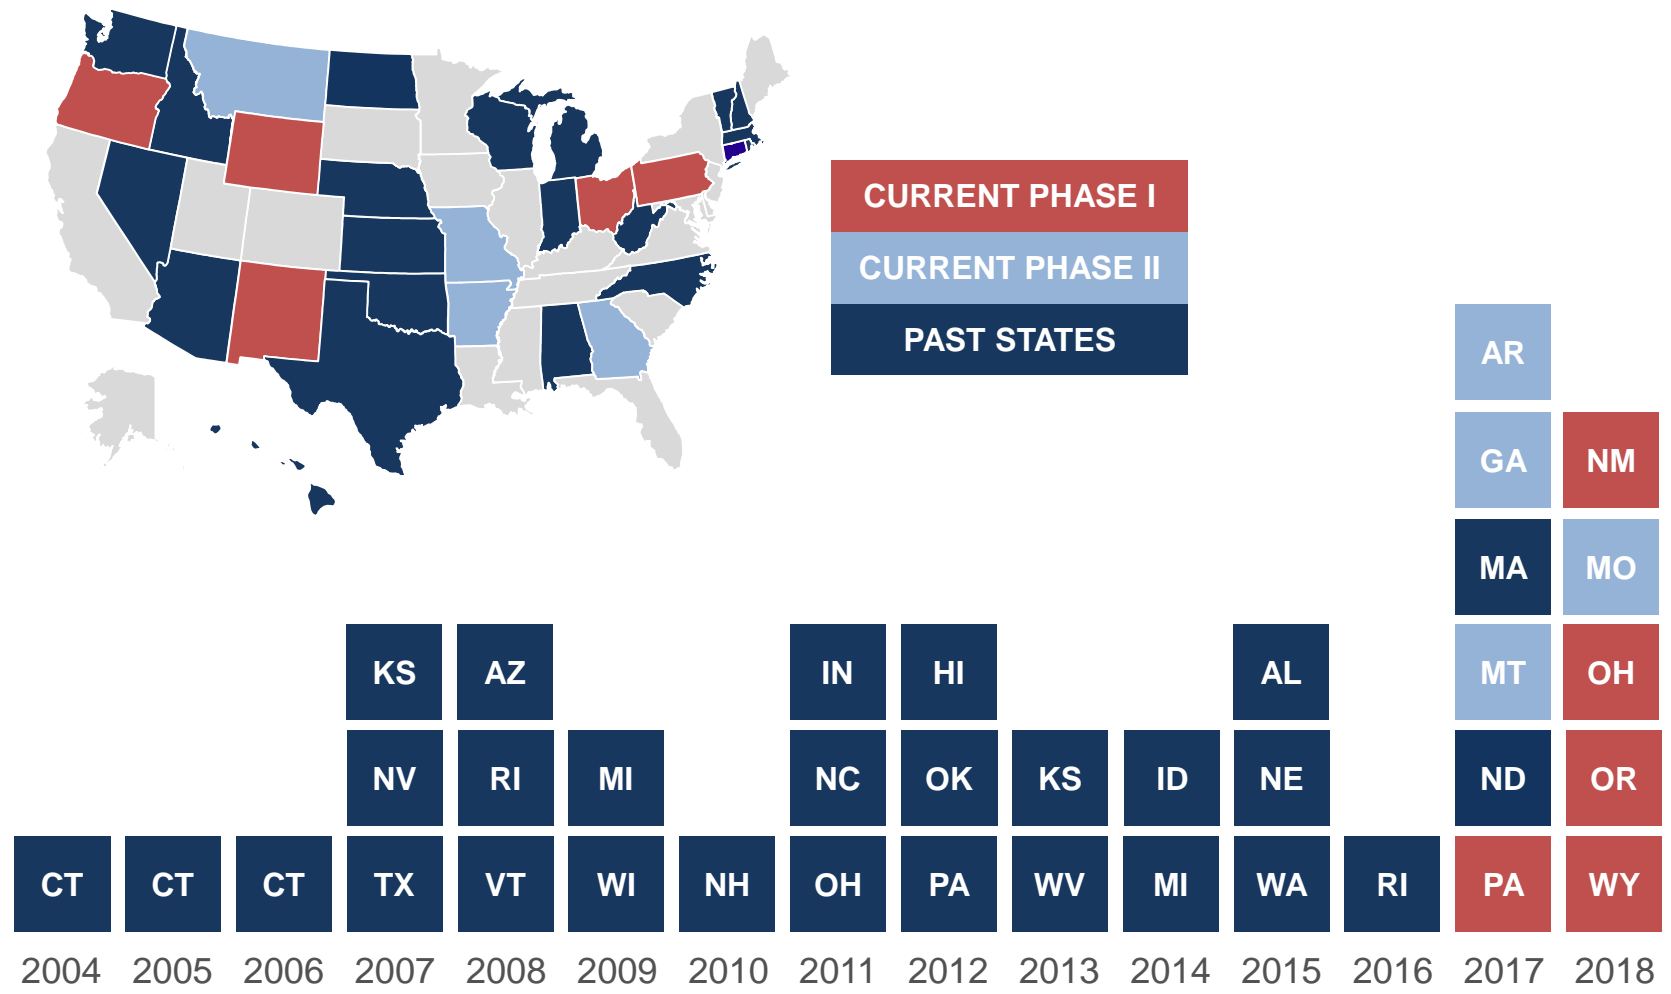 CURRENT PHASE I
CURRENT PHASE II
PAST STATES
AR
GA NM
MA MO
KS AZ IN HI AL MT OH
NV RI MI NC OK KS ID NE ND OR
CT CT CT TX VT WI NH OH PA WV MI WA RI PA WY
2004 2005 2006 2007 2008 2009 2010 2011 2012 2013 2014 2015 2016 2017 2018